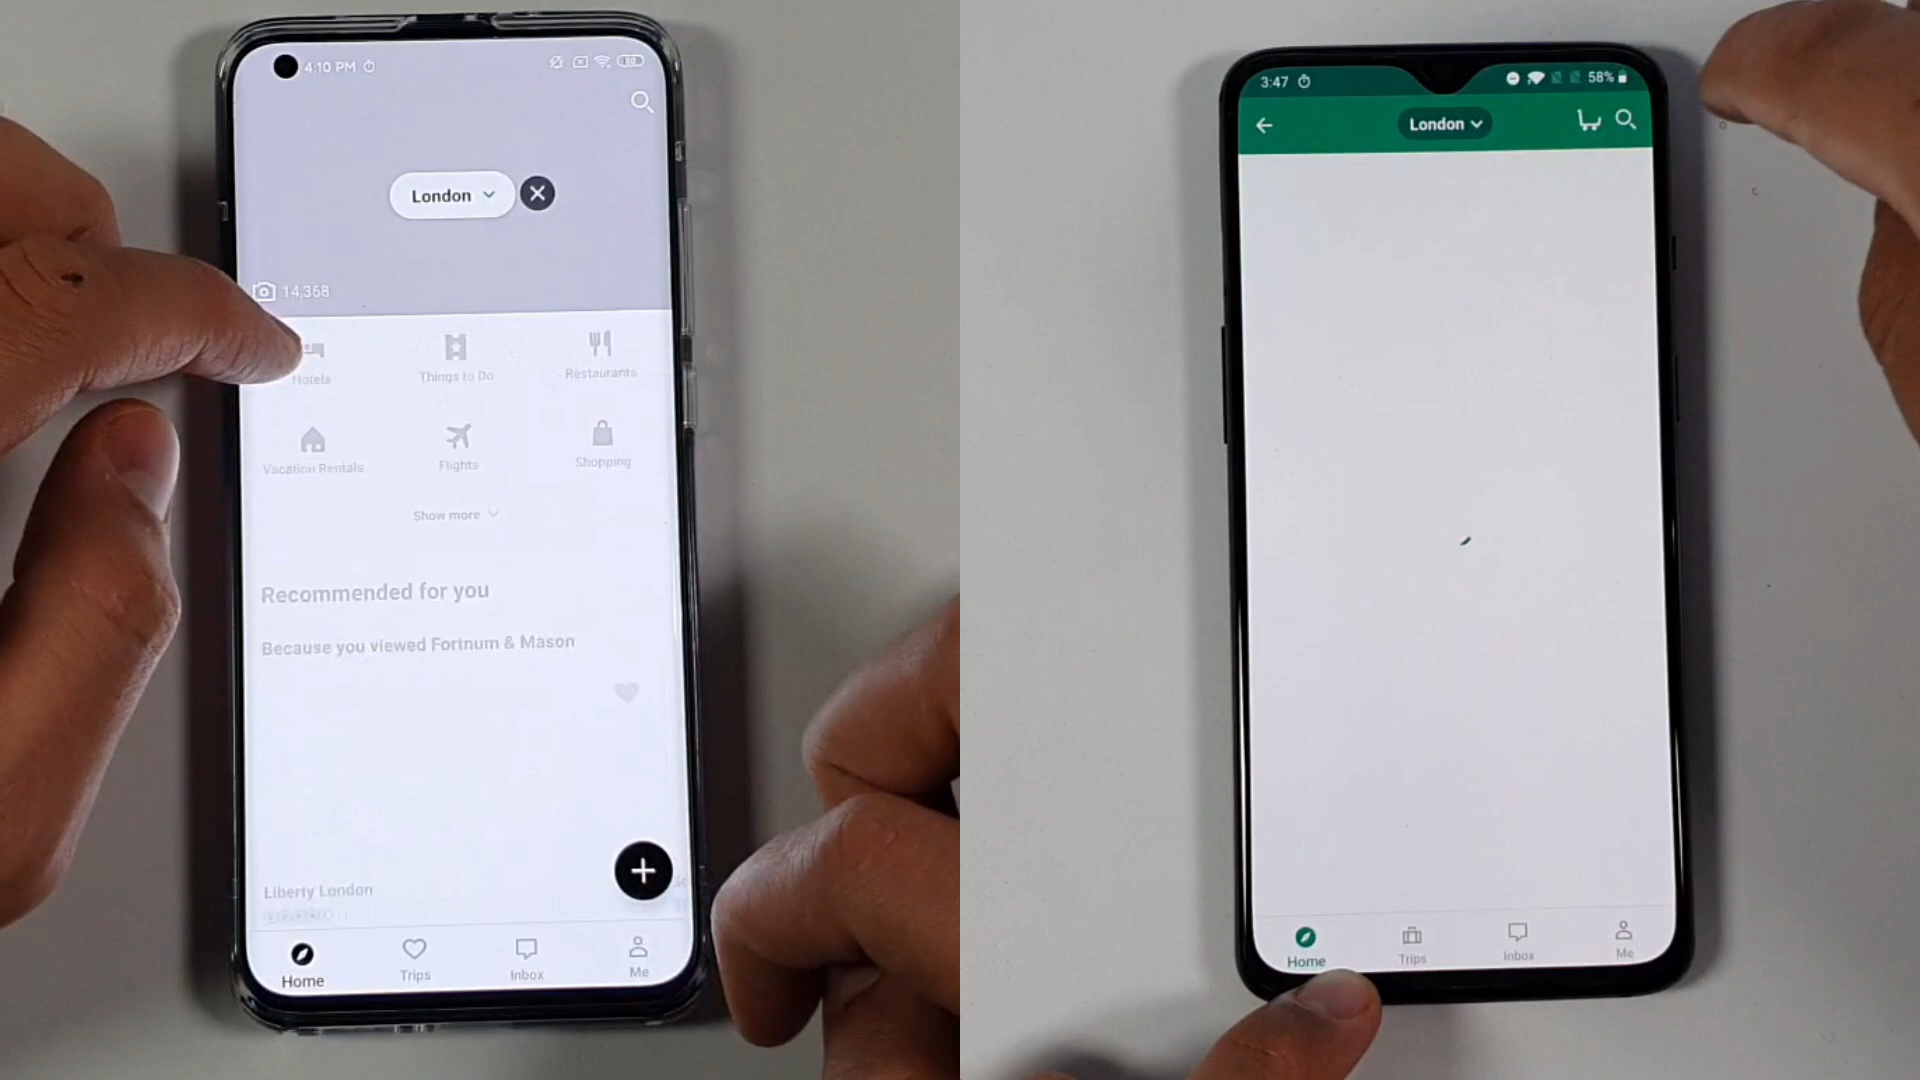 4:10 PM
London
14,368
Hotels
Things to Do
Restaurants
Vacation Rentals
Flights
Shopping
Show more
Recommended for you
Because you viewed Fortnum & Mason
Liberty London
Home
Trips
Inbox
Me
3:47
58%
London
Home
Trips
Inbox
Me